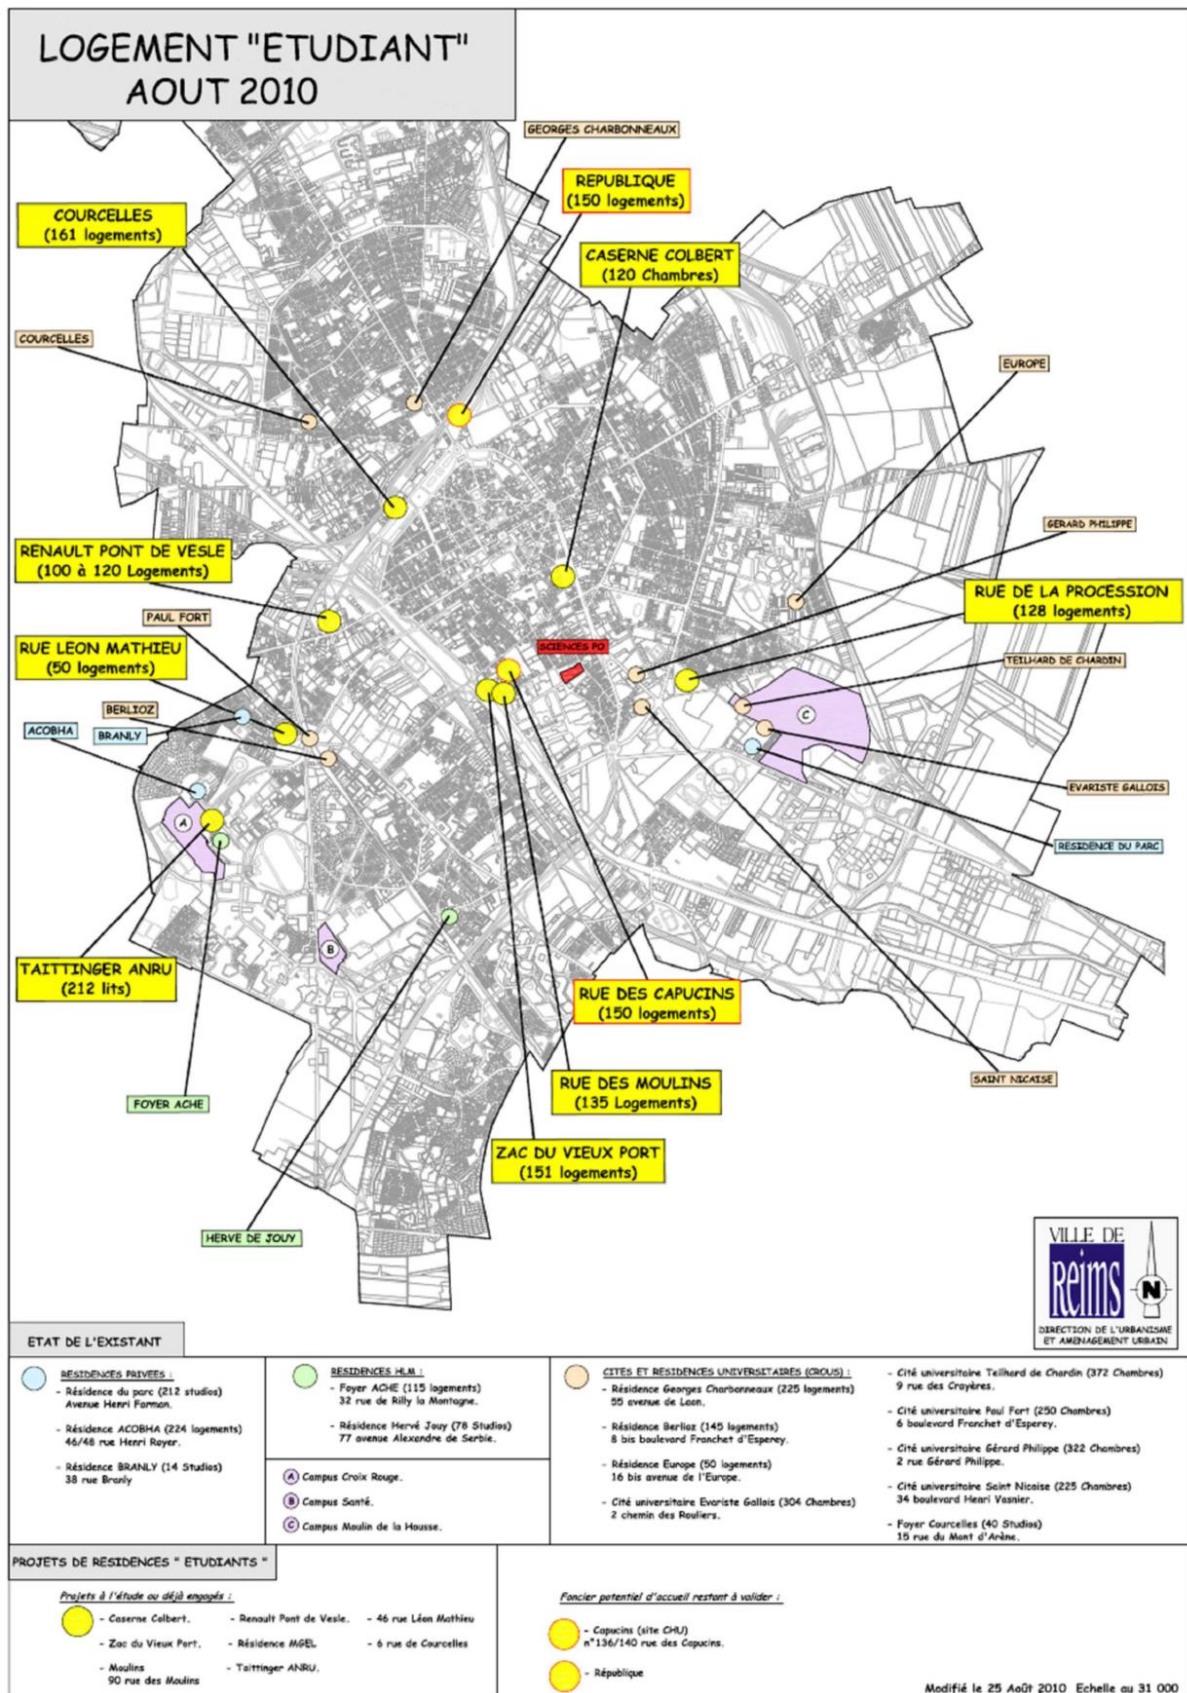 LOGEMENT "ETUDIANT"
AOUT 2010
GEORGES CHARBONNEAUX
REPUBLIQUE
(150 logements)
COURCELLES
(161 logements)
CASERNE COLBERT
(120 Chambres)
COURCELLES
EUROPE
GERARD PHILIPPE
RENAULT PONT DE VESLE
(100 à 120 Logements)
RUE DE LA PROCESSION
(128 logements)
PAUL FORT
RUE LEON MATHIEU
(50 logements)
SCIENCES PO
TEILHARD DE CHARDIN
BERLIOZ
ACOBHA
BRANLY
C
EVARISTE GALLOIS
A
RESIDENCE DU PARC
B
TAITTINGER ANRU
(212 lits)
RUE DES CAPUCINS
(150 logements)
SAINT NICAISE
RUE DES MOULINS
(135 Logements)
FOYER ACHE
ZAC DU VIEUX PORT
(151 logements)
HERVE DE JOUY
VILLE DE
Reims
N
DIRECTION DE L'URBANISME
ET AMENAGEMENT URBAIN
ETAT DE L'EXISTANT
RESIDENCES PRIVEES :
- Résidence du parc (212 studios)
Avenue Henri Farman.
- Résidence ACOBHA (224 logements)
46/48 rue Henri Royer.
- Résidence BRANLY (14 Studios)
38 rue Branly
RESIDENCES HLM :
- Foyer ACHE (115 logements)
32 rue de Rilly la Montagne.
- Résidence Hervé Jouy (78 Studios)
77 avenue Alexandre de Serbie.
A Campus Croix Rouge.
B Campus Santé.
C Campus Moulin de la Housse.
CITES ET RESIDENCES UNIVERSITAIRES (CROUS) :
- Résidence Georges Charbonneaux (225 logements)
55 avenue de Laon.
- Résidence Berlioz (145 logements)
8 bis boulevard Franchet d'Esperey.
- Résidence Europe (50 logements)
16 bis avenue de l'Europe.
- Cité universitaire Evariste Gallois (304 Chambres)
2 chemin des Rouliers.
- Cité universitaire Teilhard de Chardin (372 Chambres)
9 rue des Crayères.
- Cité universitaire Paul Fort (250 Chambres)
6 boulevard Franchet d'Esperey.
- Cité universitaire Gérard Philippe (322 Chambres)
2 rue Gérard Philippe.
- Cité universitaire Saint Nicaise (225 Chambres)
34 boulevard Henri Vasnier.
- Foyer Courcelles (40 Studios)
15 rue du Mont d'Arène.
PROJETS DE RESIDENCES " ETUDIANTS "
Projets à l'étude ou déjà engagés :
- Caserne Colbert.
- Zac du Vieux Port.
- Moulins
90 rue des Moulins
- Renault Pont de Vesle.
- Résidence MGEL
- Taittinger ANRU.
- 46 rue Léon Mathieu
- 6 rue de Courcelles
Foncier potentiel d'accueil restant à valider :
- Capucins (site CHU)
n°136/140 rue des Capucins.
- République
Modifié le 25 Août 2010 Echelle au 31 000